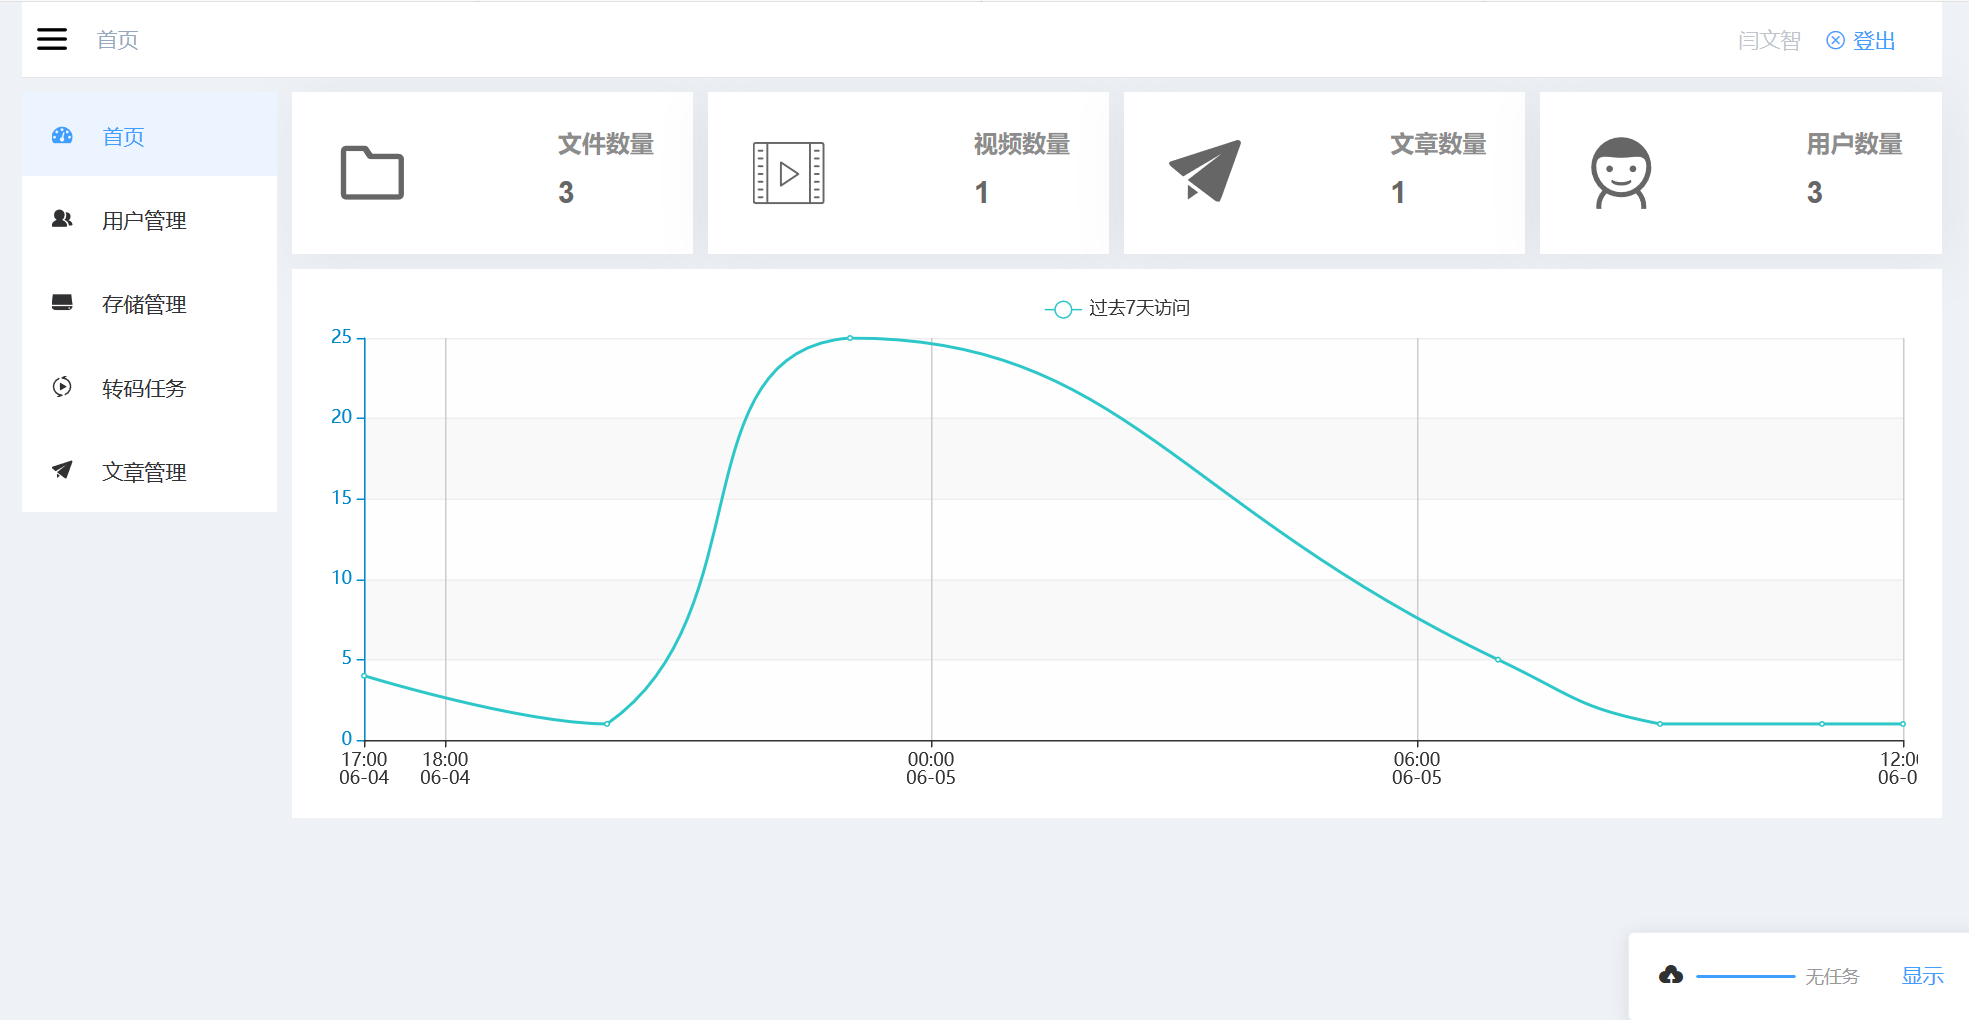 首页
闫文智
登出
首页
用户管理
存储管理
转码任务
文章管理
文件数量
3
视频数量
1
文章数量
1
用户数量
3
过去7天访问
25
20
15
10
5
0
17:00
06-04
18:00
06-04
00:00
06-05
06:00
06-05
12:0
06-0
无任务
显示